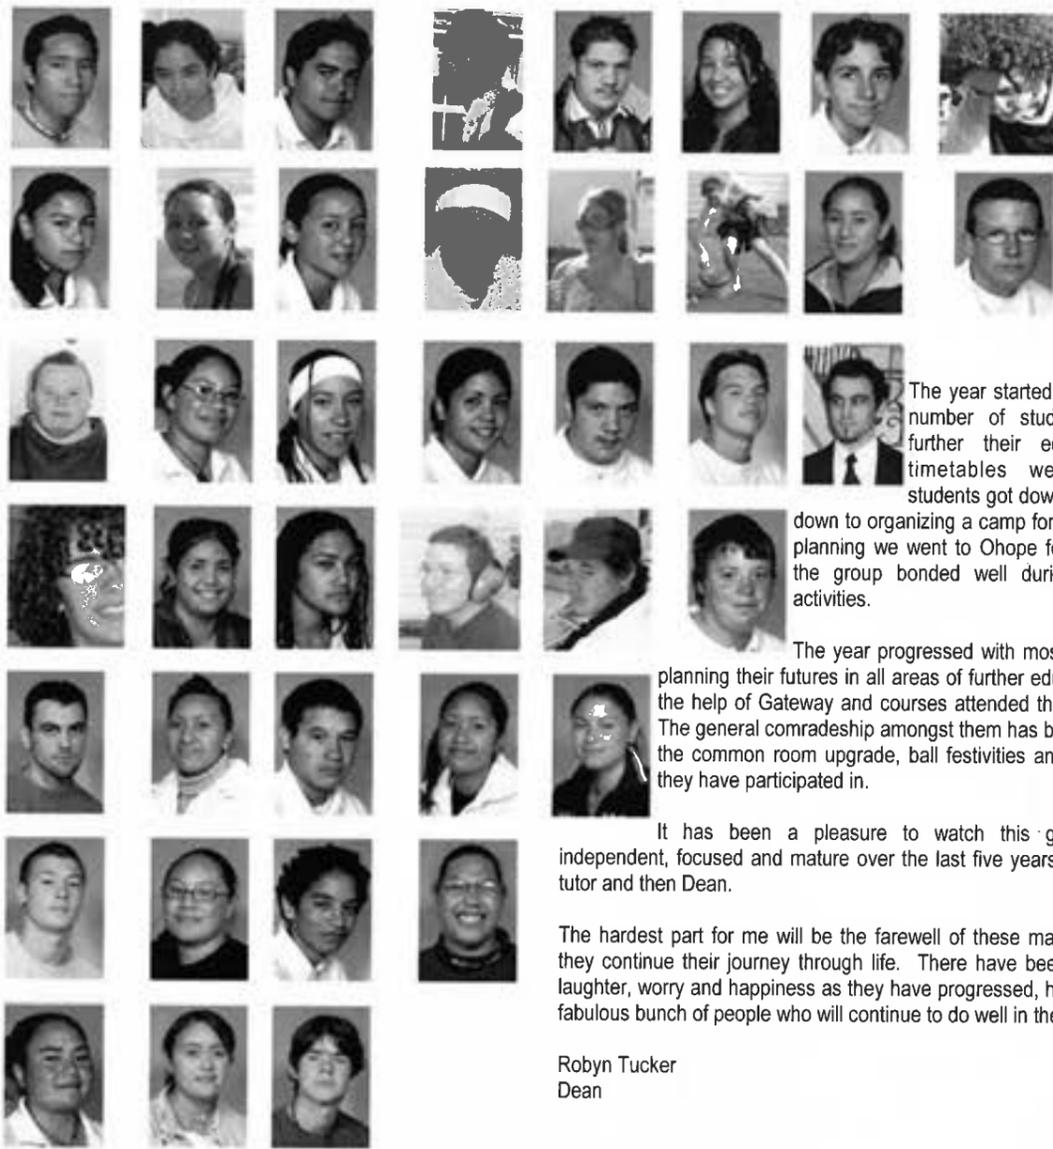 The year started
number of stud
further their ed
timetables we
students got dow
down to organizing a camp for
planning we went to Ohope fo
the group bonded well duri
activities.
The year progressed with mos
planning their futures in all areas of further edu
the help of Gateway and courses attended th
The general comradeship amongst them has b
the common room upgrade, ball festivities an
they have participated in.
It has been a pleasure to watch this g
independent, focused and mature over the last five years
tutor and then Dean.
The hardest part for me will be the farewell of these ma
they continue their journey through life. There have bee
laughter, worry and happiness as they have progressed, h
fabulous bunch of people who will continue to do well in the
Robyn Tucker
Dean